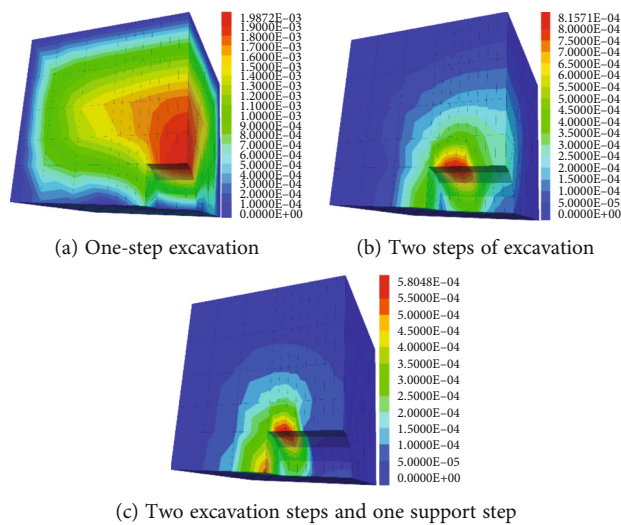 1.9872E–03
1.9000E–03
1.8000E–03
1.7000E–03
1.6000E–03
1.5000E–03
1.4000E–03
1.3000E–03
1.2000E–03
1.1000E–03
9.0000E–04
8.0000E–04
7.0000E–04
6.0000E–04
5.0000E–04
4.0000E–04
3.0000E–04
2.0000E–04
1.0000E–04
0.0000E+00
(a) One-step excavation
8.1571E–04
8.0000E–04
7.5000E–04
7.0000E–04
6.5000E–04
6.0000E–04
5.5000E–04
5.0000E–04
4.5000E–04
4.0000E–04
3.5000E–04
3.0000E–04
2.5000E–04
2.0000E–04
1.5000E–04
1.0000E–04
5.0000E–05
0.0000E+00
(b) Two steps of excavation
5.8048E–04
5.5000E–04
5.0000E–04
4.5000E–04
4.0000E–04
3.5000E–04
3.0000E–04
2.5000E–04
2.0000E–04
1.5000E–04
1.0000E–04
5.0000E–05
0.0000E+00
(c) Two excavation steps and one support step